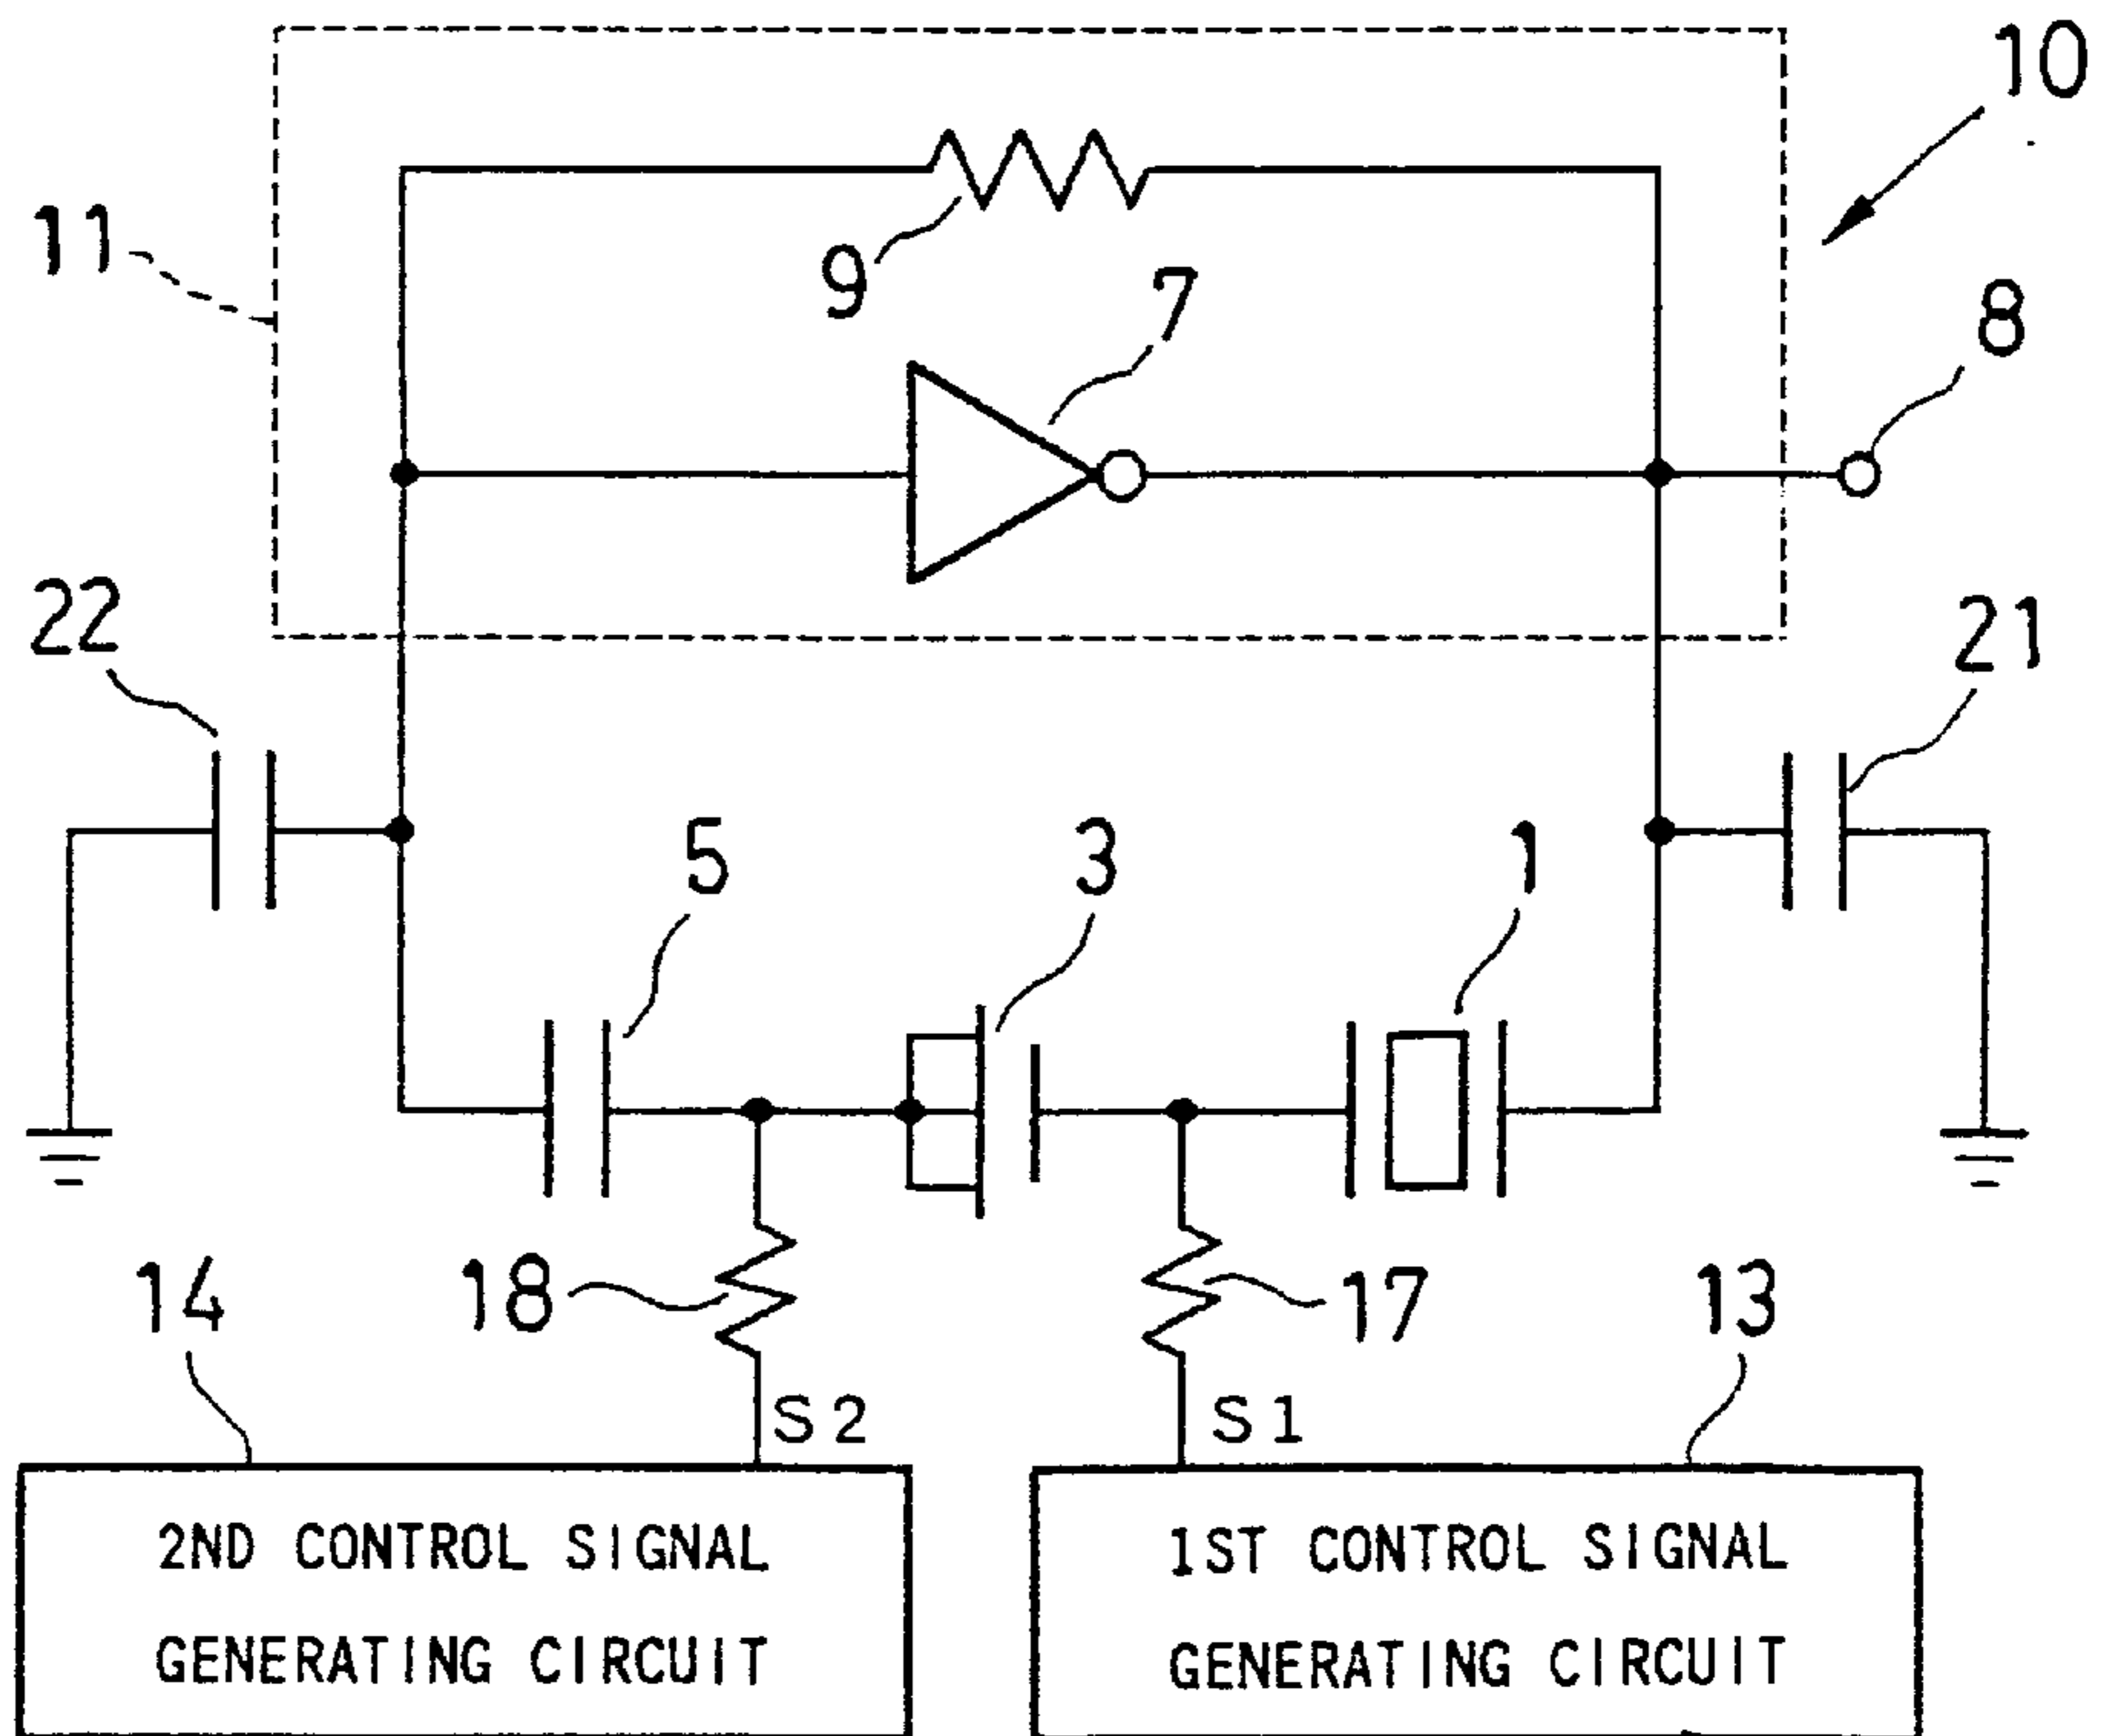 10
11
9
7
8
22
21
5
3
1
14
18
17
13
S2
S1
2ND CONTROL SIGNAL
GENERATING CIRCUIT
1ST CONTROL SIGNAL
GENERATING CIRCUIT